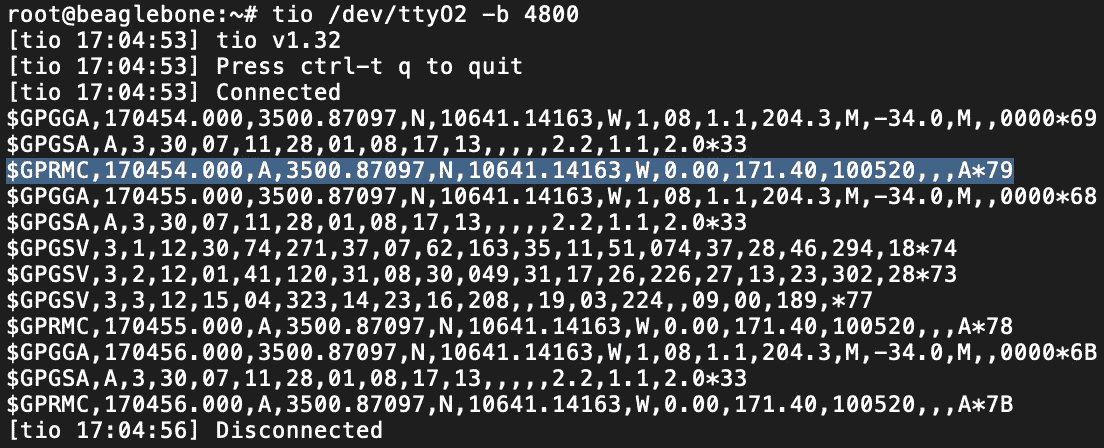 root@beaglebone:~# tio /dev/ttyO2 -b 4800
[tio 17:04:53] tio v1.32
[tio 17:04:53] Press ctrl-t q to quit
[tio 17:04:53] Connected
$GPGGA,170454.000,3500.87097,N,10641.14163,W,1,08,1.1,204.3,M,-34.0,M,,0000*69
$GPGSA,A,3,30,07,11,28,01,08,17,13,,,,,2.2,1.1,2.0*33
$GPRMC,170454.000,A,3500.87097,N,10641.14163,W,0.00,171.40,100520,,,A*79
$GPGGA,170455.000,3500.87097,N,10641.14163,W,1,08,1.1,204.3,M,-34.0,M,,0000*68
$GPGSA,A,3,30,07,11,28,01,08,17,13,,,,,2.2,1.1,2.0*33
$GPGSV,3,1,12,30,74,271,37,07,62,163,35,11,51,074,37,28,46,294,18*74
$GPGSV,3,2,12,01,41,120,31,08,30,049,31,17,26,226,27,13,23,302,28*73
$GPGSV,3,3,12,15,04,323,14,23,16,208,,19,03,224,,09,00,189,*77
$GPRMC,170455.000,A,3500.87097,N,10641.14163,W,0.00,171.40,100520,,,A*78
$GPGGA,170456.000,3500.87097,N,10641.14163,W,1,08,1.1,204.3,M,-34.0,M,,0000*6B
$GPGSA,A,3,30,07,11,28,01,08,17,13,,,,,2.2,1.1,2.0*33
$GPRMC,170456.000,A,3500.87097,N,10641.14163,W,0.00,171.40,100520,,,A*7B
[tio 17:04:56] Disconnected